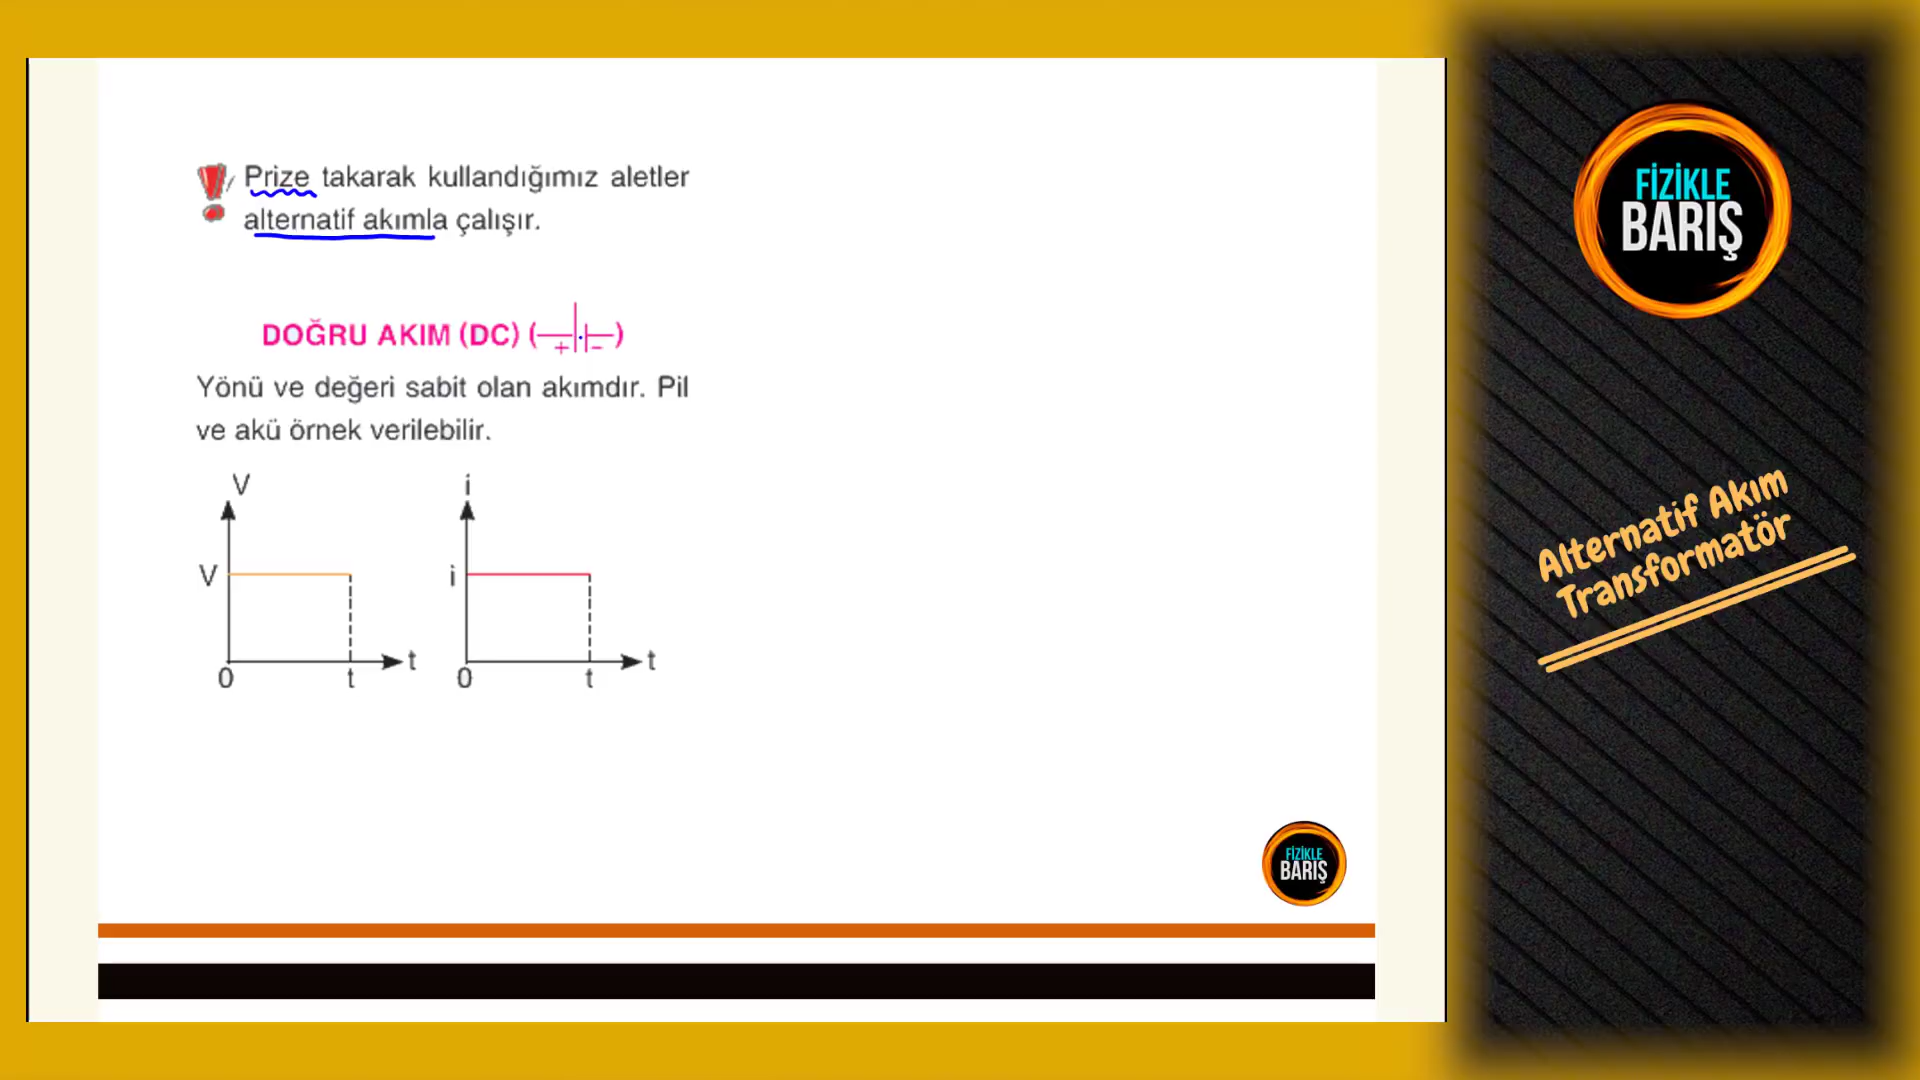 Prize takarak kullandığımız aletler
alternatif akımla çalışır.
DOĞRU AKIM (DC) (+ -)
Yönü ve değeri sabit olan akımdır. Pil
ve akü örnek verilebilir.
V
V
0
t
t
i
i
0
t
t
FİZİKLE
BARIŞ
FİZİKLE
BARIŞ
Alternatif Akım
Transformatör